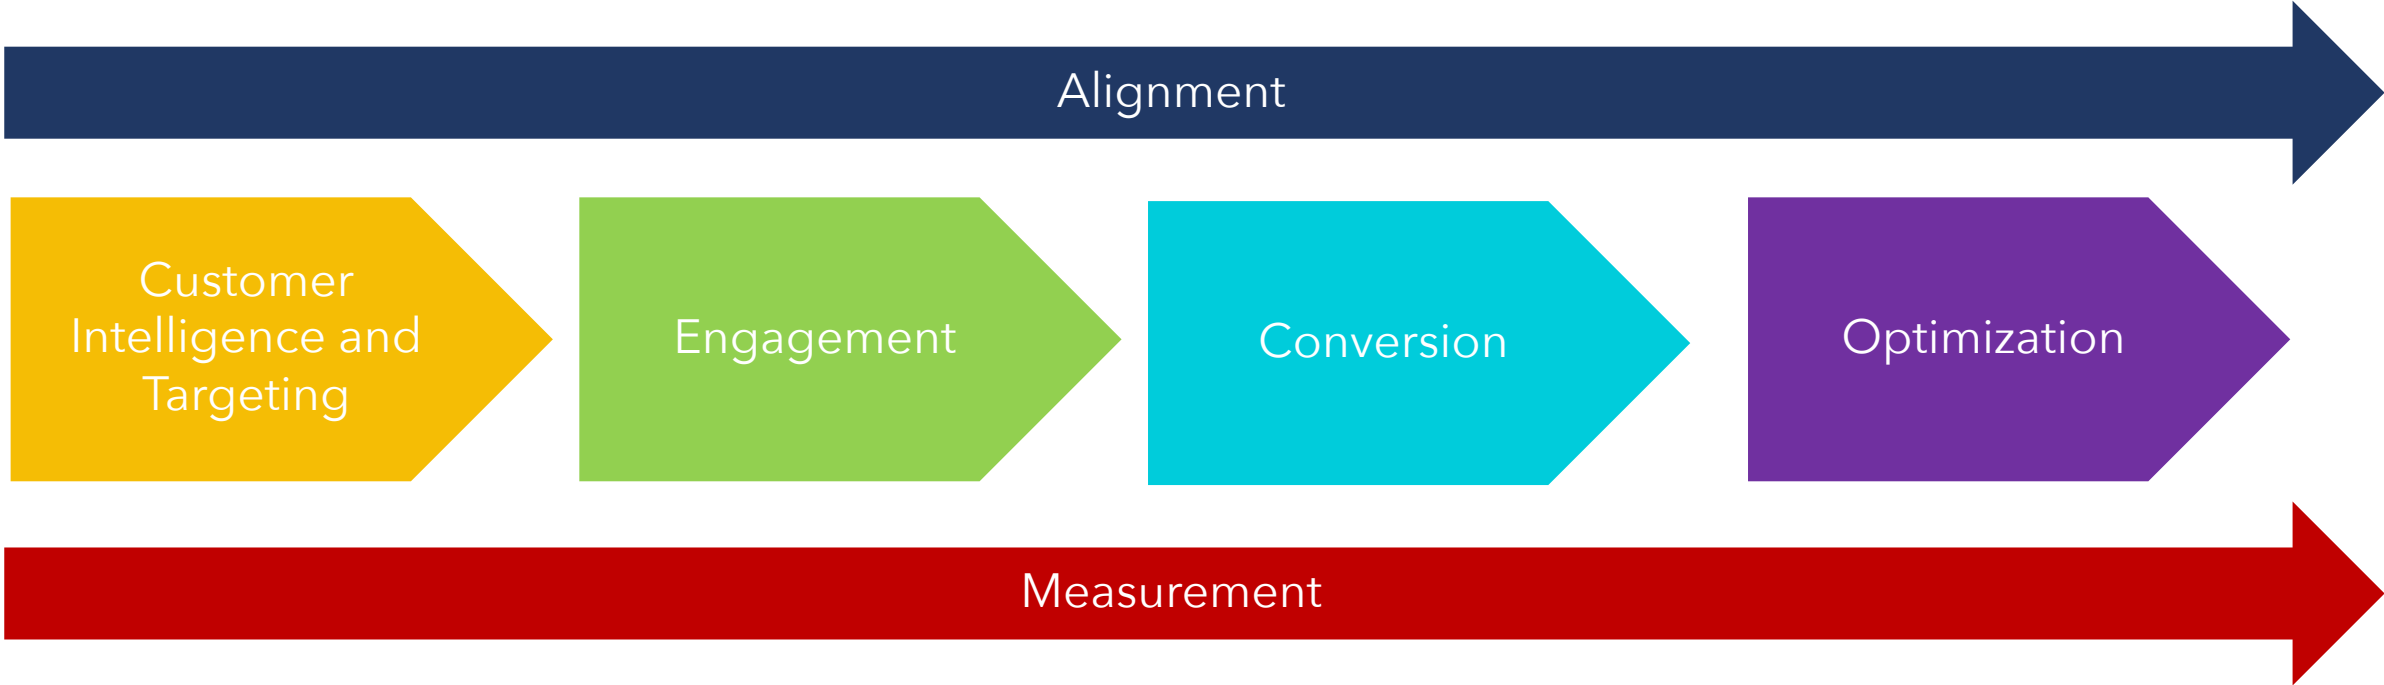 Alignment
Customer
Intelligence and
Targeting
Engagement
Conversion
Optimization
Measurement